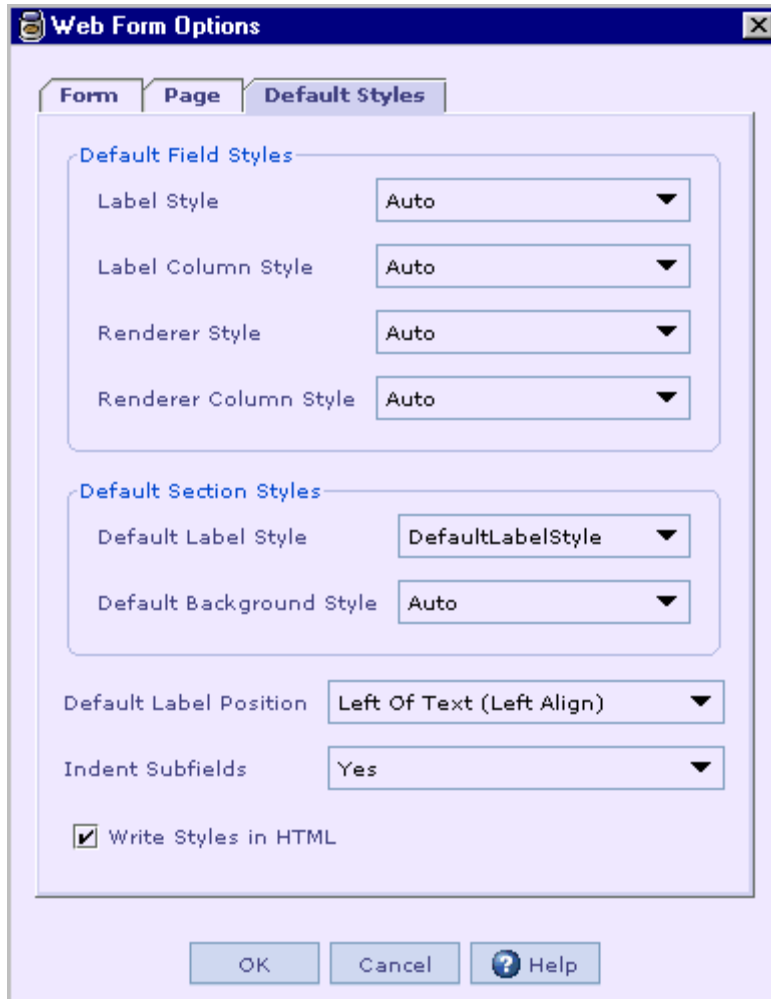 Web Form Options
Form Page Default Styles
Default Field Styles
Label Style Auto
Label Column Style Auto
Renderer Style Auto
Renderer Column Style Auto
Default Section Styles
Default Label Style DefaultLabelStyle
Default Background Style Auto
Default Label Position Left Of Text (Left Align)
Indent Subfields Yes
Write Styles in HTML
OK Cancel ? Help